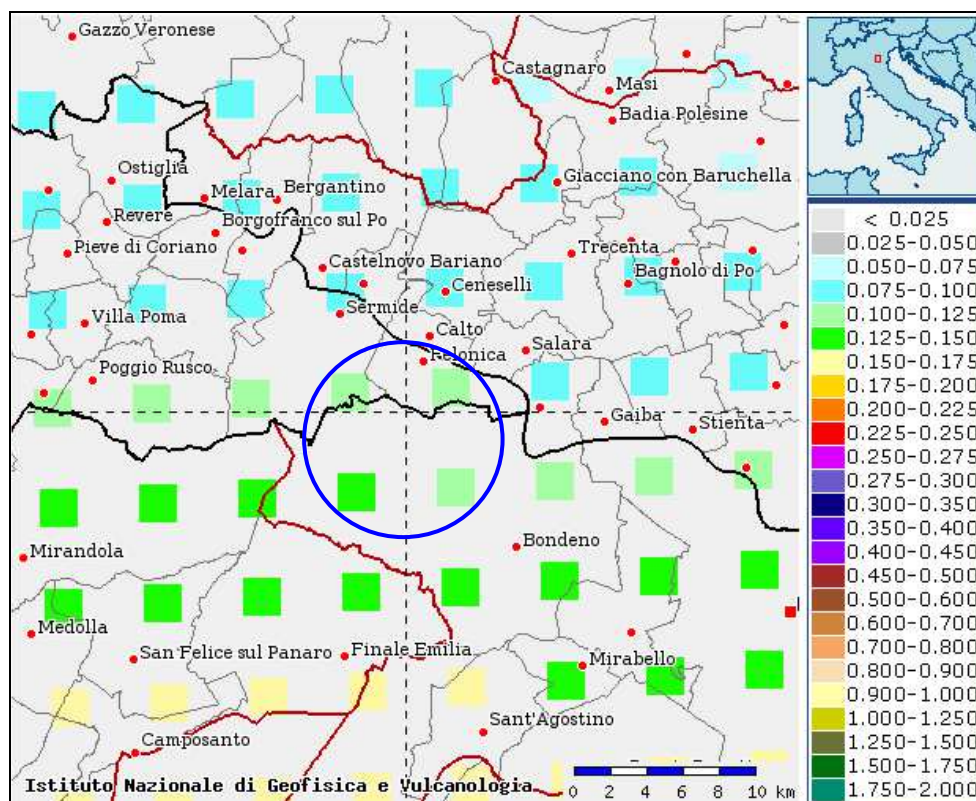 Gazzo Veronese
Castagnaro
Masi
Badia Polesine
Ostiglia
Melara
Bergantino
Giacciano con Baruchella
Revere
Borgofranco sul Po
Pieve di Coriano
Trecenta
Castelnovo Bariano
Bagnolo di Po
Ceneselli
Sermide
Villa Poma
Calto
Salara
Felonica
Poggio Rusco
Gaiba
Stienta
Mirandola
Bondeno
Medolla
San Felice sul Panaro
Finale Emilia
Mirabello
Sant'Agostino
Camposanto
Istituto Nazionale di Geofisica e Vulcanologia
0 2 4 6 8 10 km
< 0.025
0.025-0.050
0.050-0.075
0.075-0.100
0.100-0.125
0.125-0.150
0.150-0.175
0.175-0.200
0.200-0.225
0.225-0.250
0.250-0.275
0.275-0.300
0.300-0.350
0.350-0.400
0.400-0.450
0.450-0.500
0.500-0.600
0.600-0.700
0.700-0.800
0.800-0.900
0.900-1.000
1.000-1.250
1.250-1.500
1.500-1.750
1.750-2.000